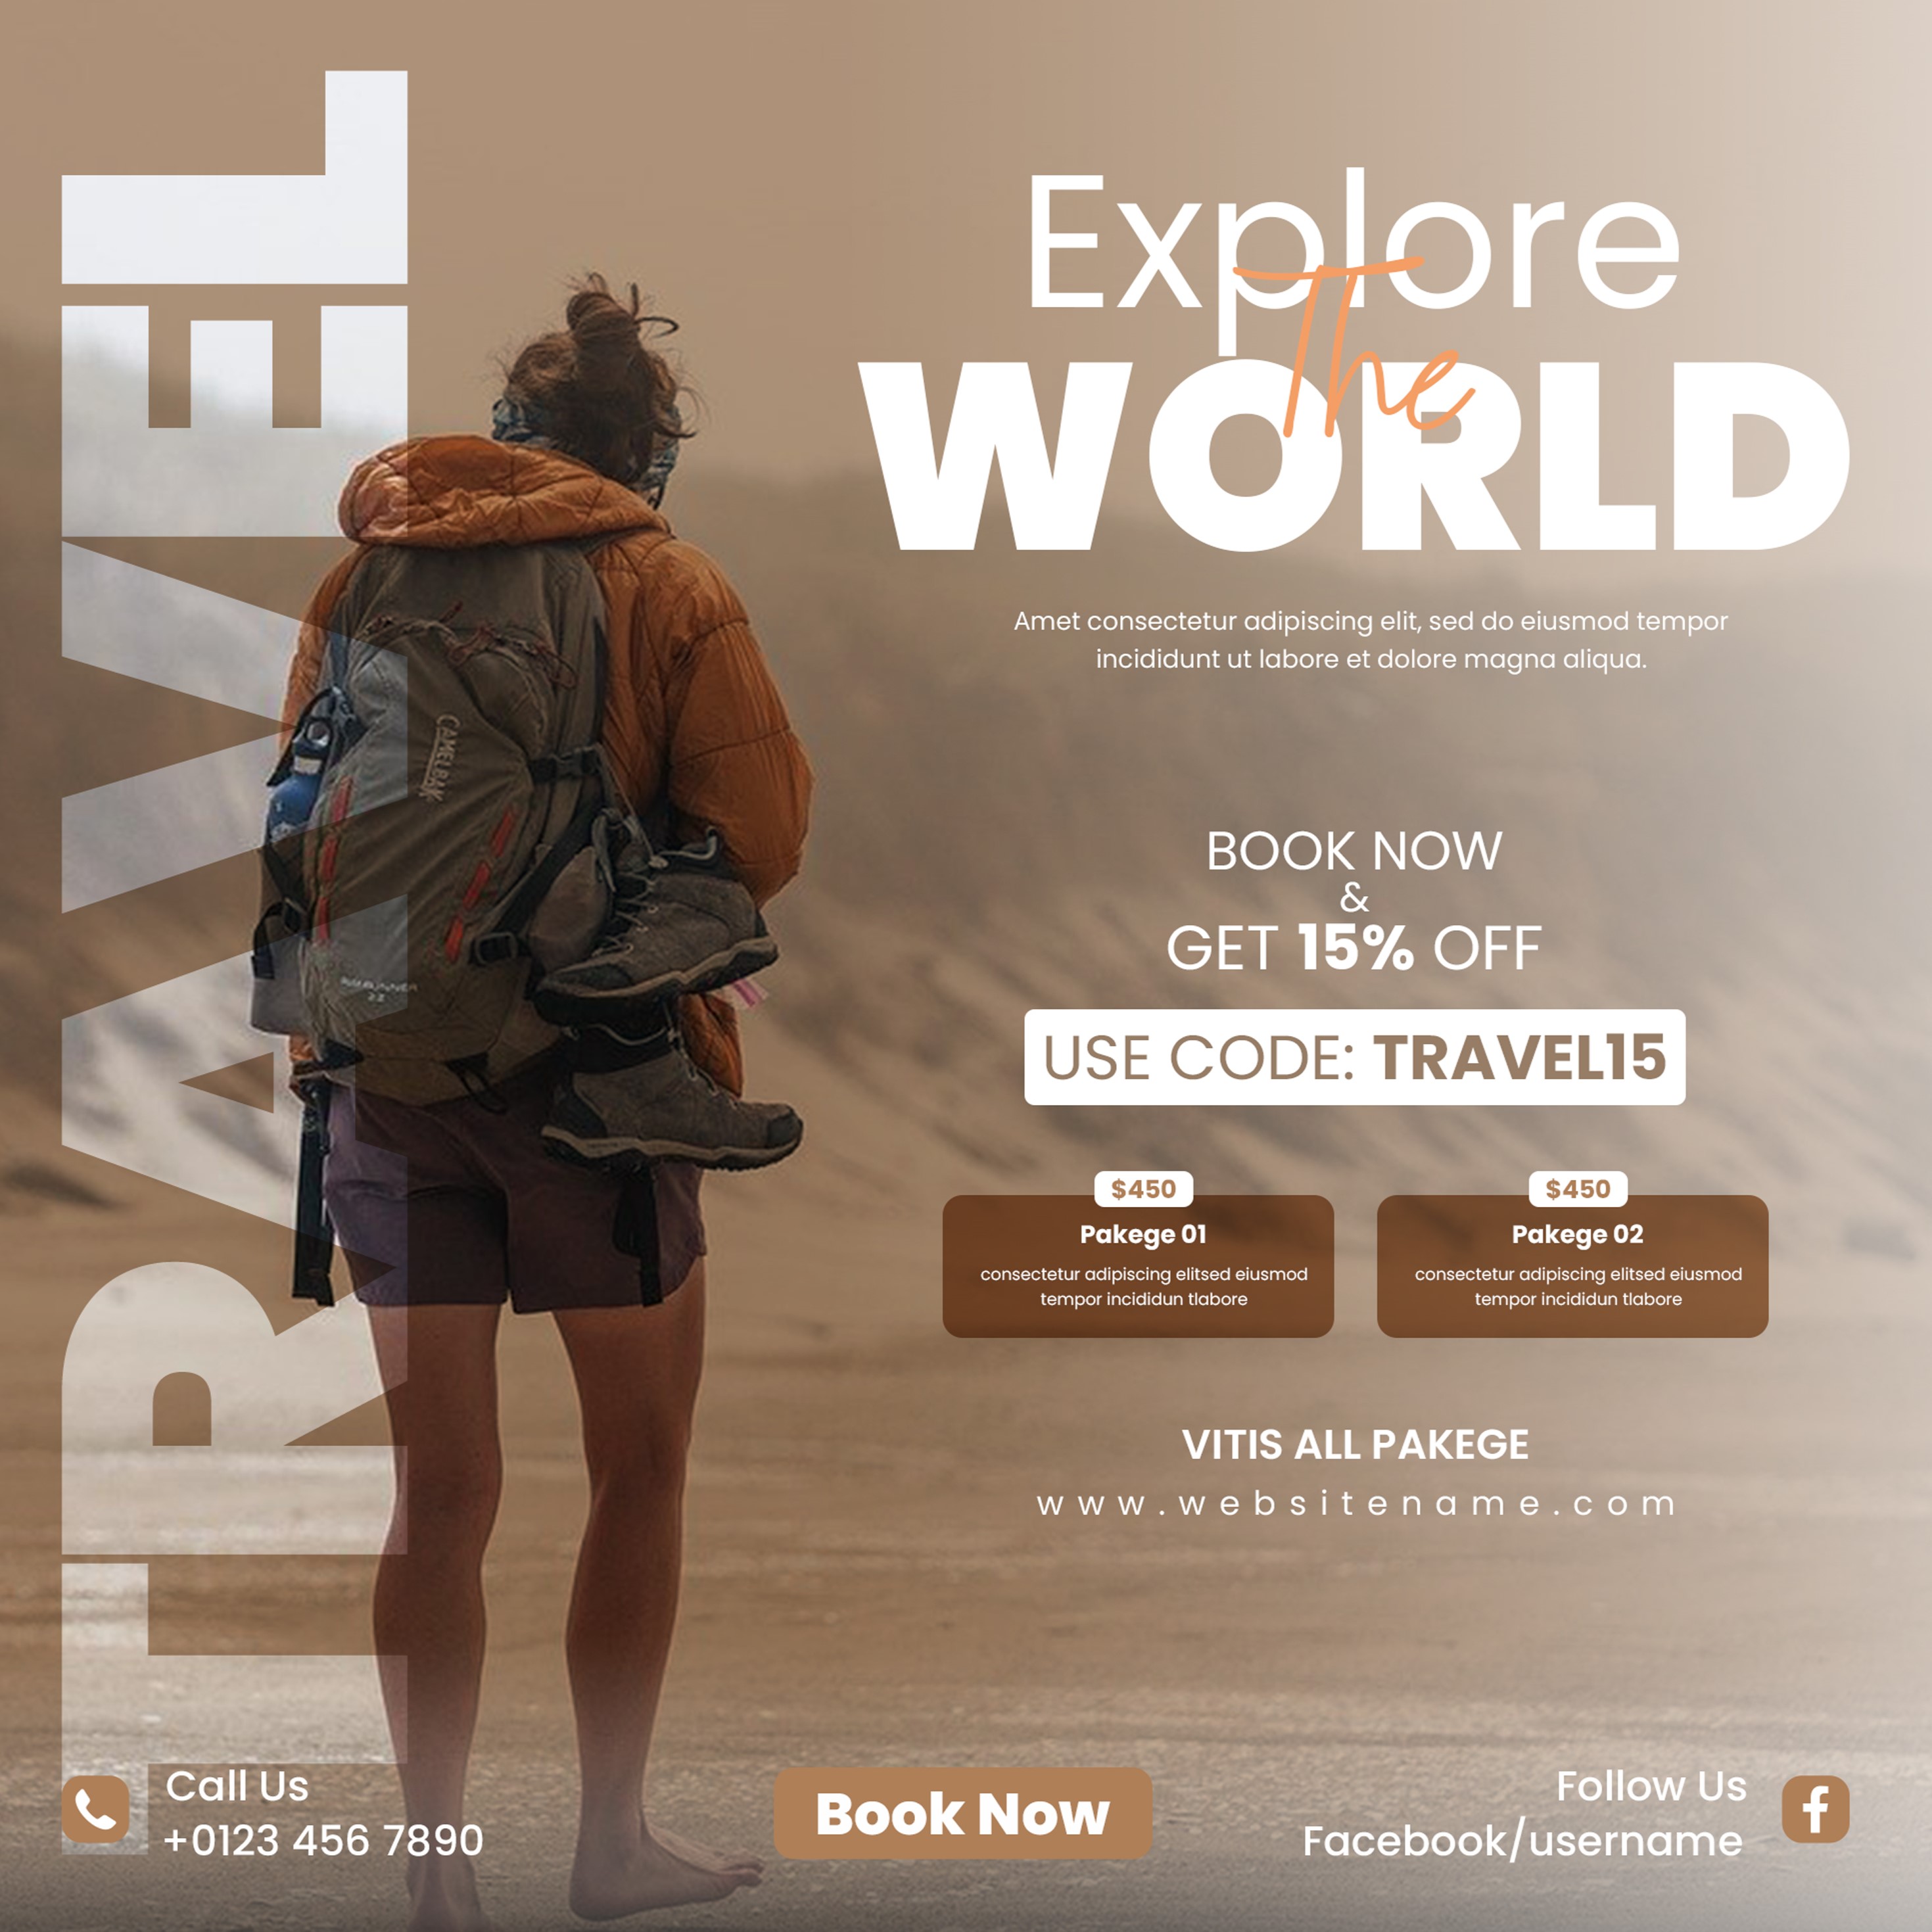 TRAVEL
Explore
The
WORLD
Amet consectetur adipiscing elit, sed do eiusmod tempor
incididunt ut labore et dolore magna aliqua.
CAMELBAK
BOOK NOW
&
GET 15% OFF
USE CODE: TRAVEL15
$450
Pakege 01
consectetur adipiscing elitsed eiusmod
tempor incididun tlabore
$450
Pakege 02
consectetur adipiscing elitsed eiusmod
tempor incididun tlabore
VITIS ALL PAKEGE
www.websitename.com
Call Us
+0123 456 7890
Book Now
Follow Us
Facebook/username